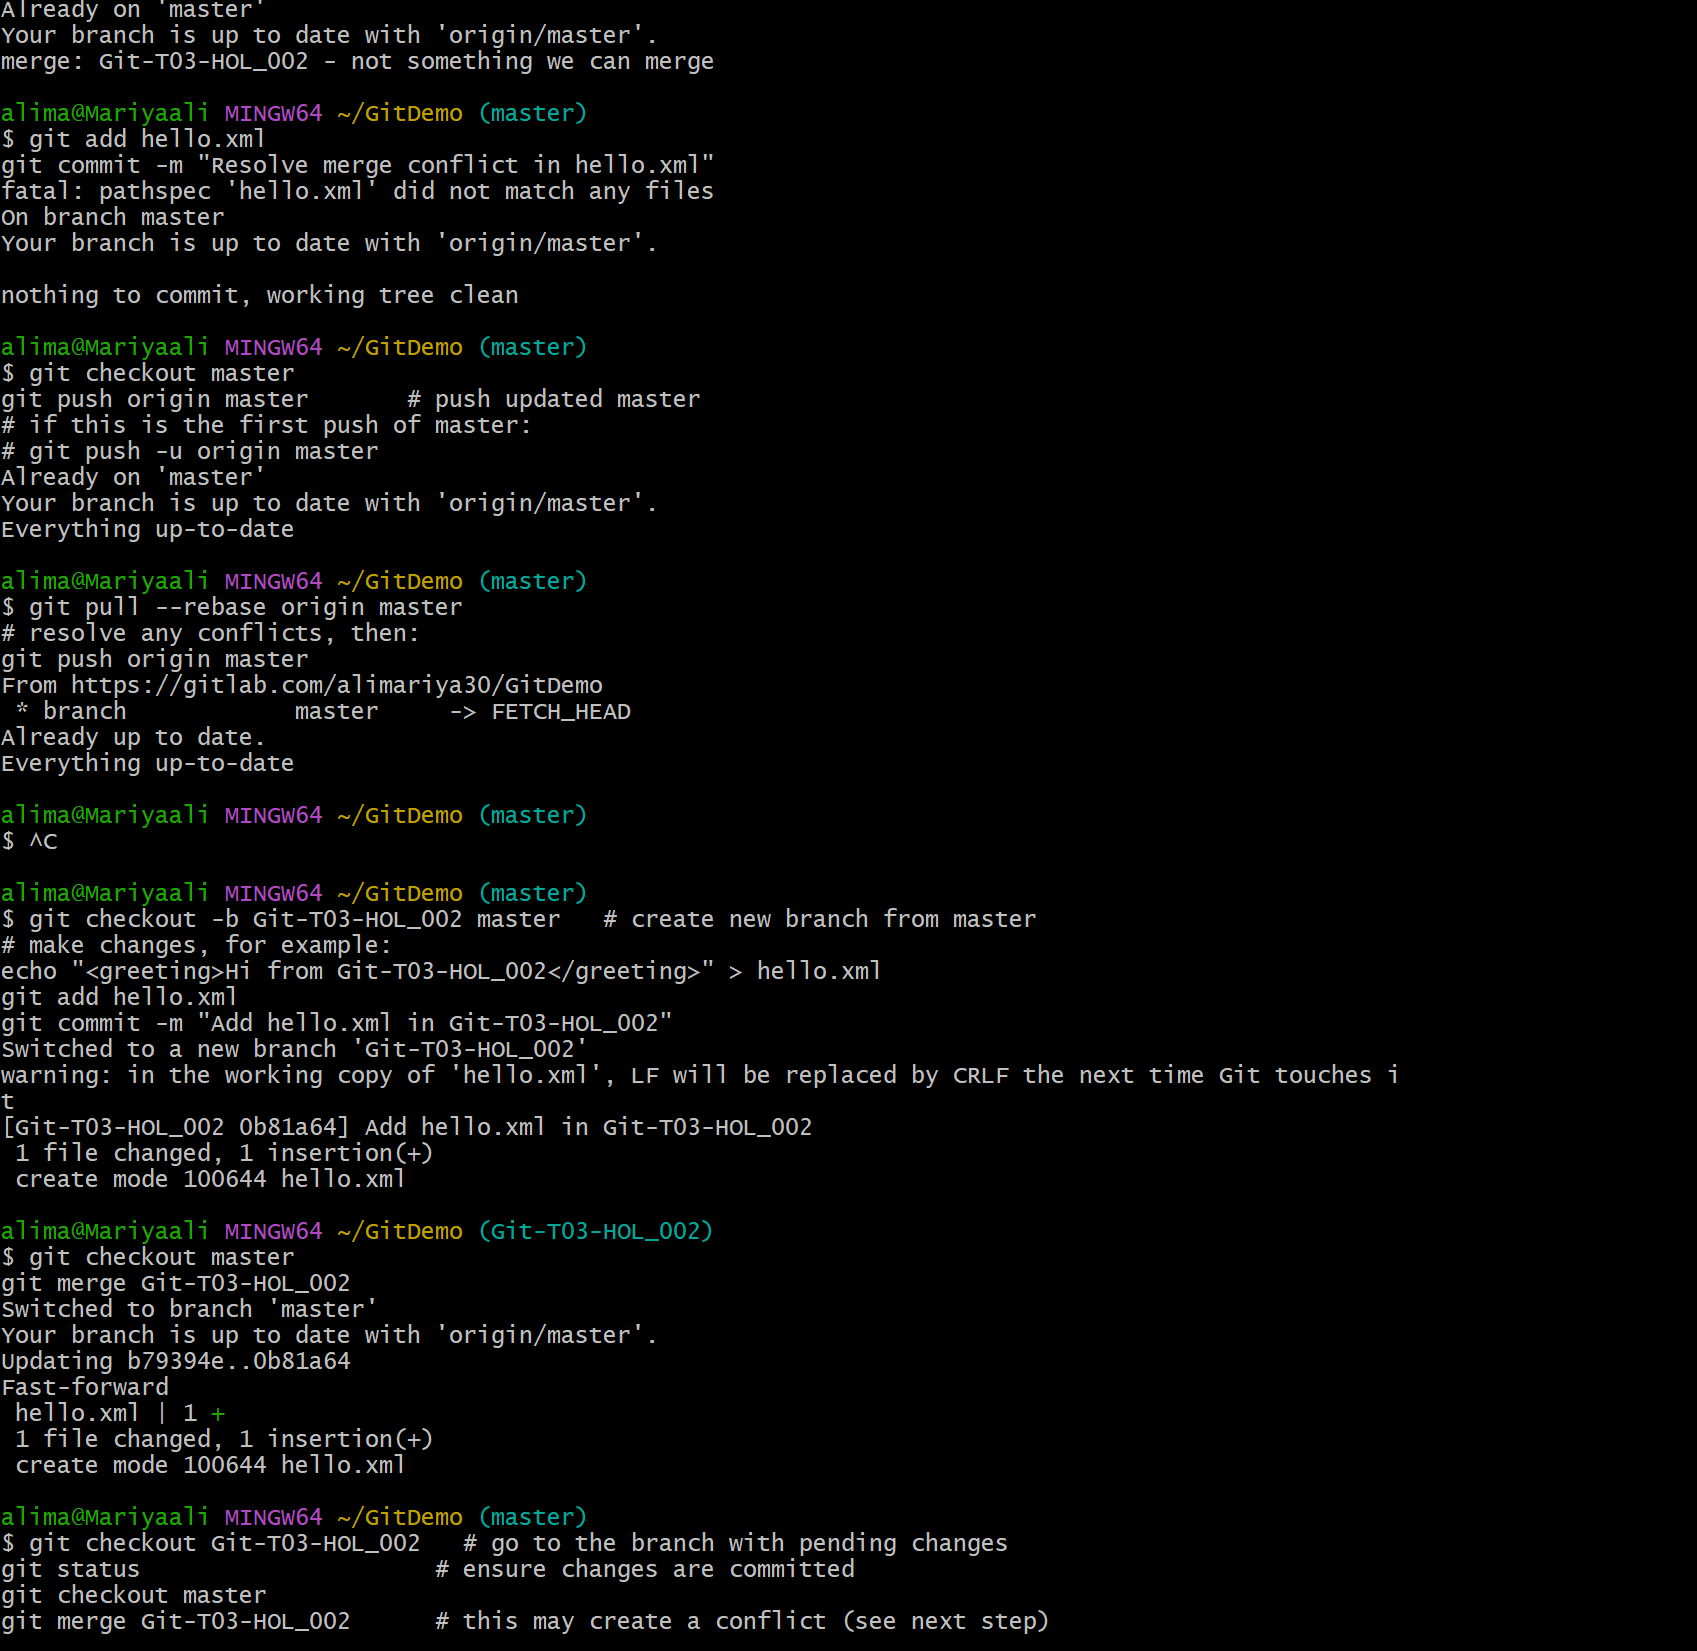 Already on 'master'
Your branch is up to date with 'origin/master'.
merge: Git-T03-HOL_002 - not something we can merge

alima@Mariyaali MINGW64 ~/GitDemo (master)
$ git add hello.xml
git commit -m "Resolve merge conflict in hello.xml"
fatal: pathspec 'hello.xml' did not match any files
On branch master
Your branch is up to date with 'origin/master'.

nothing to commit, working tree clean

alima@Mariyaali MINGW64 ~/GitDemo (master)
$ git checkout master
git push origin master       # push updated master
# if this is the first push of master:
# git push -u origin master
Already on 'master'
Your branch is up to date with 'origin/master'.
Everything up-to-date

alima@Mariyaali MINGW64 ~/GitDemo (master)
$ git pull --rebase origin master
# resolve any conflicts, then:
git push origin master
From https://gitlab.com/alimariya30/GitDemo
 * branch            master     -> FETCH_HEAD
Already up to date.
Everything up-to-date

alima@Mariyaali MINGW64 ~/GitDemo (master)
$ ^C

alima@Mariyaali MINGW64 ~/GitDemo (master)
$ git checkout -b Git-T03-HOL_002 master   # create new branch from master
# make changes, for example:
echo "<greeting>Hi from Git-T03-HOL_002</greeting>" > hello.xml
git add hello.xml
git commit -m "Add hello.xml in Git-T03-HOL_002"
Switched to a new branch 'Git-T03-HOL_002'
warning: in the working copy of 'hello.xml', LF will be replaced by CRLF the next time Git touches i
t
[Git-T03-HOL_002 0b81a64] Add hello.xml in Git-T03-HOL_002
 1 file changed, 1 insertion(+)
 create mode 100644 hello.xml

alima@Mariyaali MINGW64 ~/GitDemo (Git-T03-HOL_002)
$ git checkout master
git merge Git-T03-HOL_002
Switched to branch 'master'
Your branch is up to date with 'origin/master'.
Updating b79394e..0b81a64
Fast-forward
 hello.xml | 1 +
 1 file changed, 1 insertion(+)
 create mode 100644 hello.xml

alima@Mariyaali MINGW64 ~/GitDemo (master)
$ git checkout Git-T03-HOL_002   # go to the branch with pending changes
git status                     # ensure changes are committed
git checkout master
git merge Git-T03-HOL_002      # this may create a conflict (see next step)